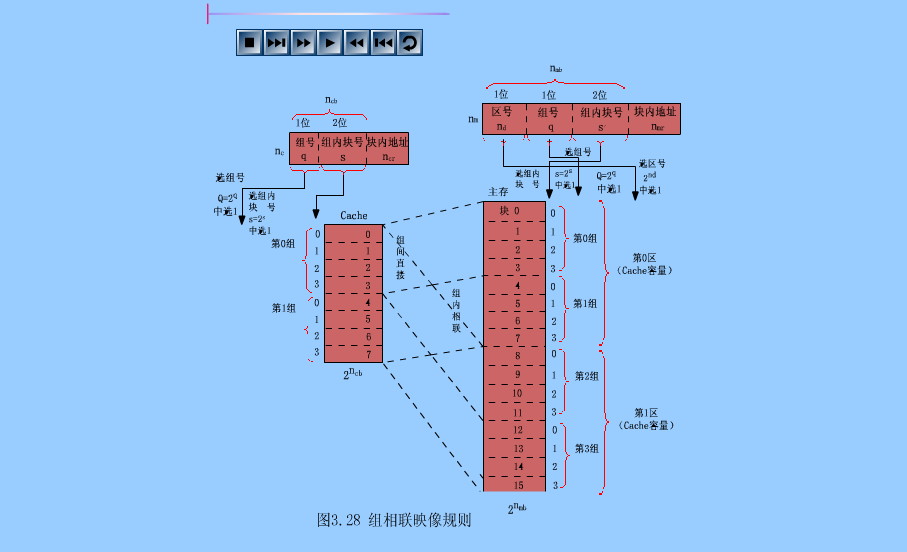 n_mb
1位 1位 2位
n_m 区号 组号 组内块号 块内地址
n_d q s' n_mr
n_cb
1位 2位
n_c 组号 组内块号 块内地址
q s n_cr
选组号
Q=2^q
中选1
选组内
块 号
s=2^s
中选1
选组号
选组内
块 号
s=2^s
中选1
Q=2^q
中选1
选区号
2^nd
中选1
Cache
第0组
0 0
1 1
2 2
3 3
第1组
0 4
1 5
2 6
3 7
2^n_cb
组间直接
组内相联
主存
块 0 0
1 1
2 2
3 3
第0组
4 0
5 1
6 2
7 3
第1组
第0区
(Cache容量)
8 0
9 1
10 2
11 3
第2组
12 0
13 1
14 2
15 3
第3组
第1区
(Cache容量)
2^n_mb
图3.28 组相联映像规则